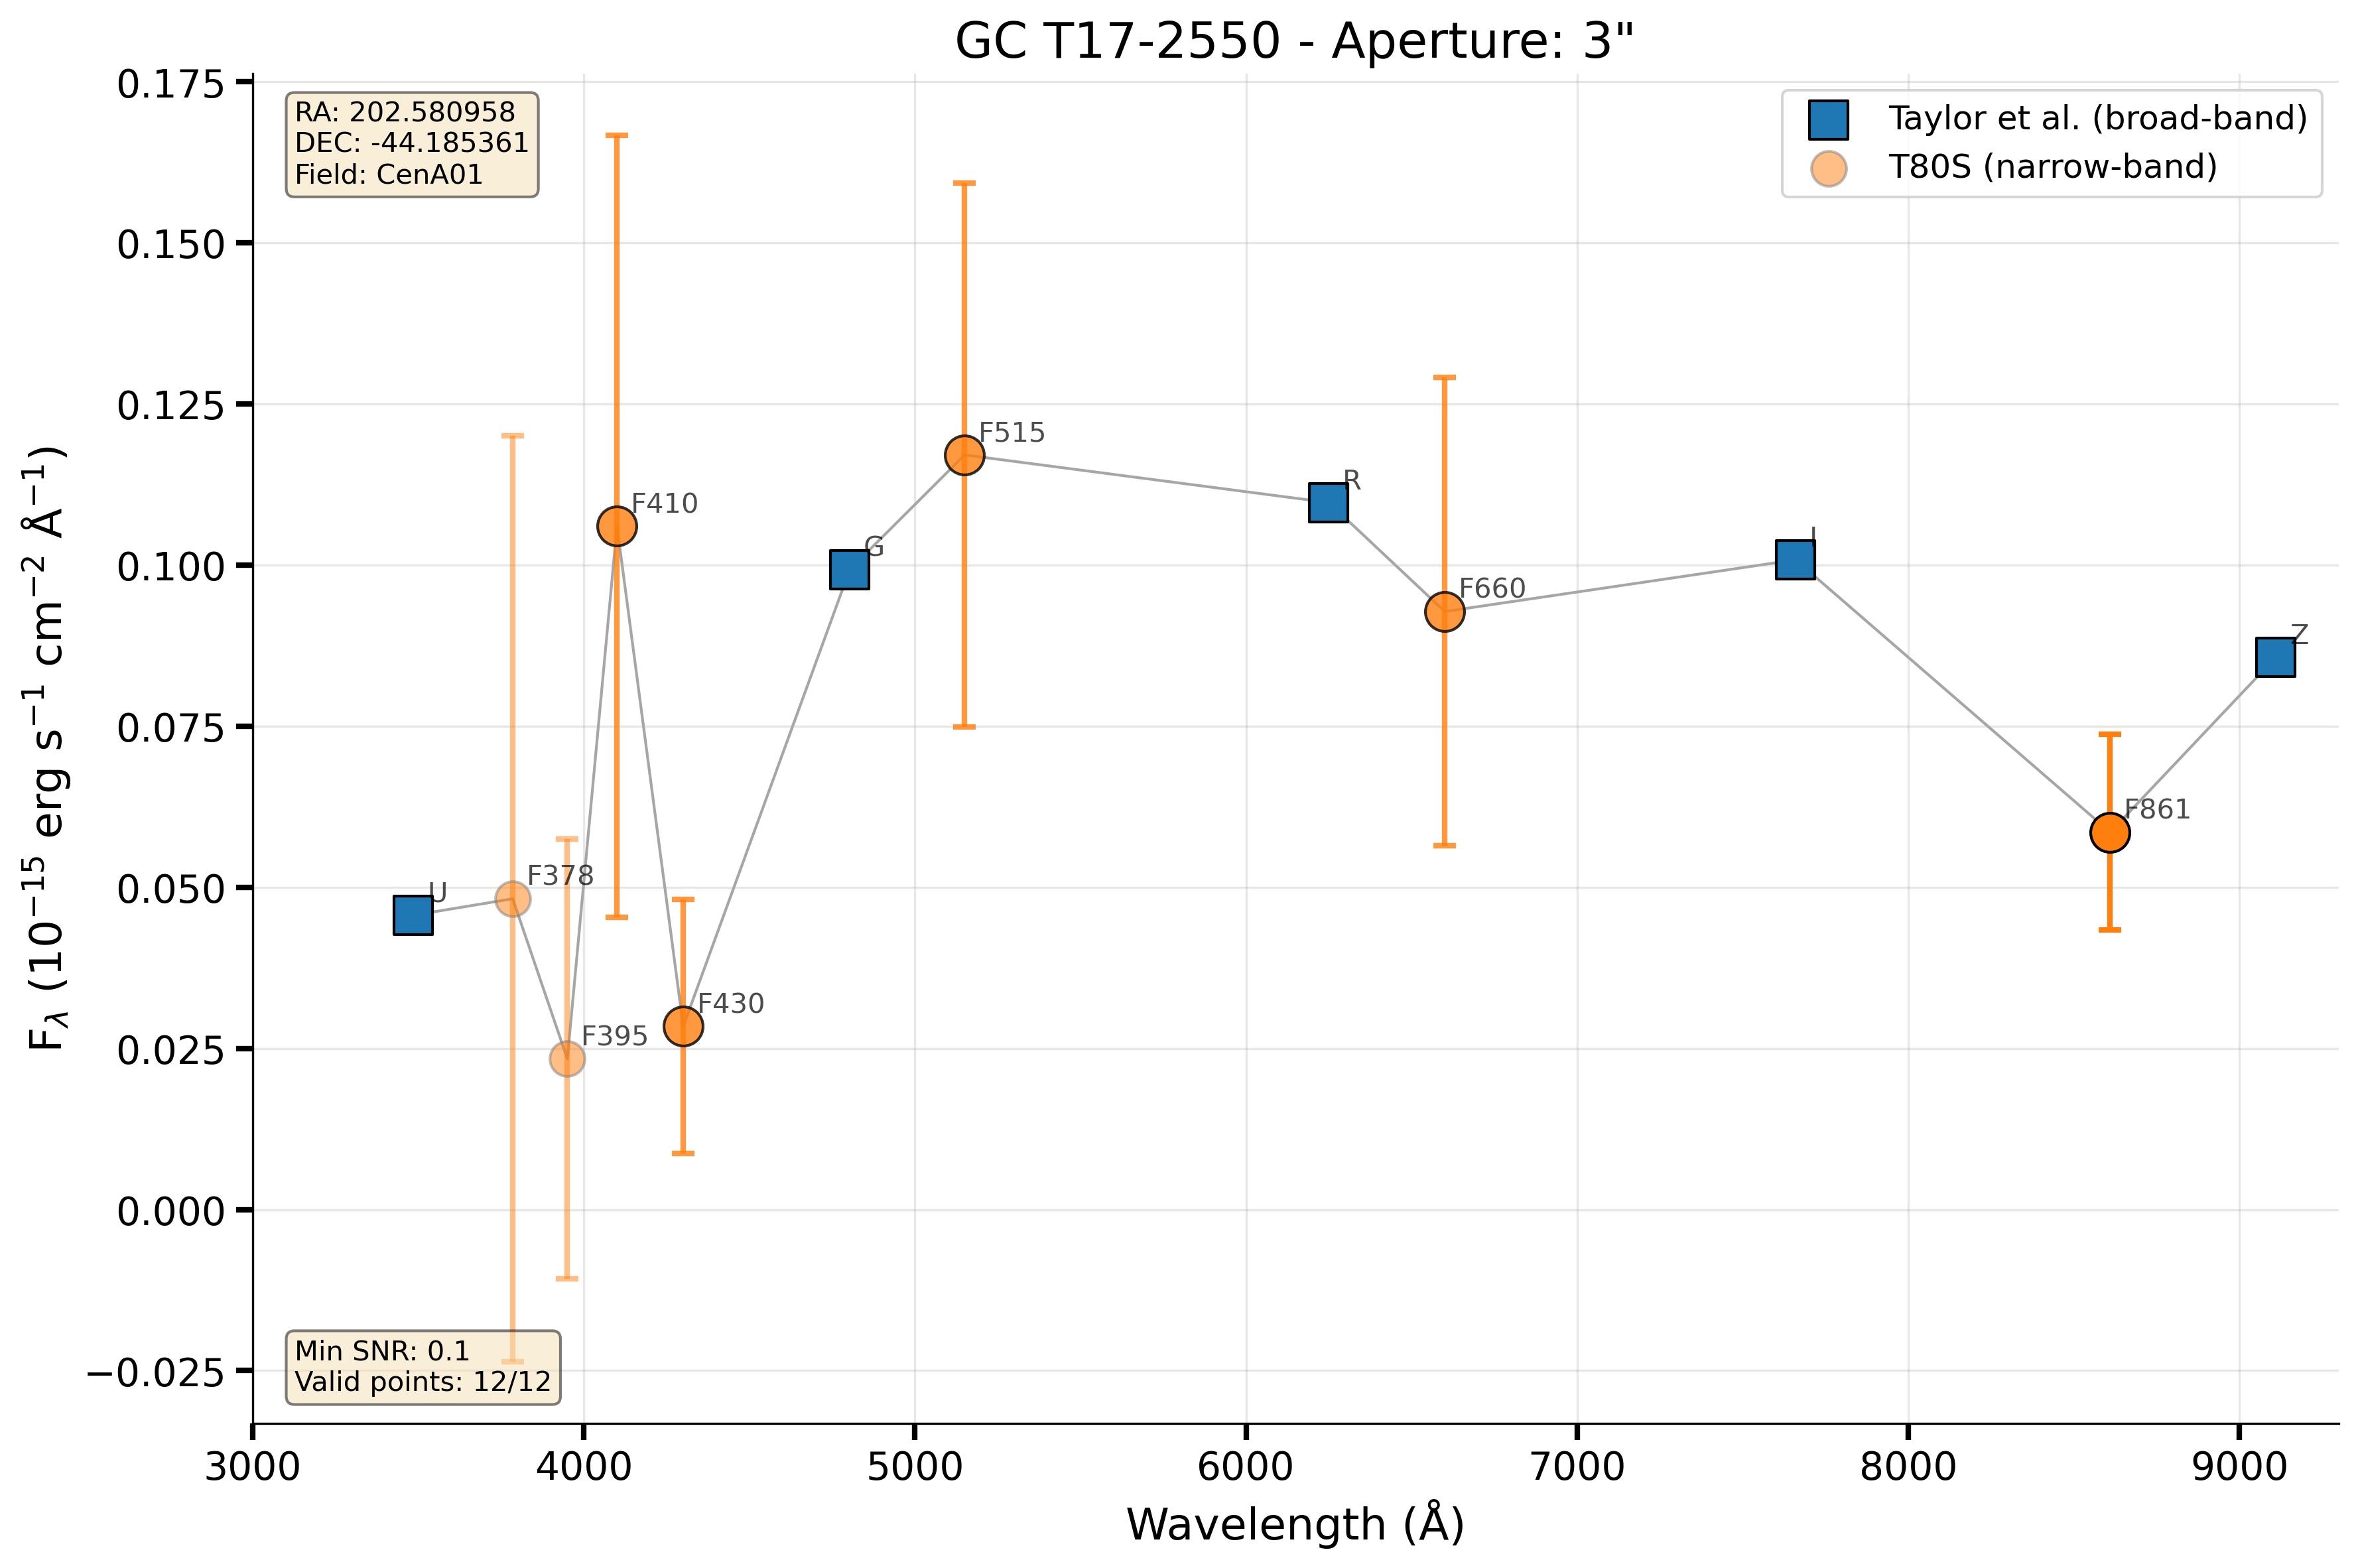 GC T17-2550 - Aperture: 3"
RA: 202.580958
DEC: -44.185361
Field: CenA01
Taylor et al. (broad-band)
T80S (narrow-band)
0.175
0.150
0.125
0.100
0.075
0.050
0.025
0.000
−0.025
F$_λ$ (10$^{−15}$ erg s$^{−1}$ cm$^{−2}$ Å$^{−1}$)
U
F378
F395
F410
F430
G
F515
R
F660
I
F861
Z
Min SNR: 0.1
Valid points: 12/12
3000 4000 5000 6000 7000 8000 9000
Wavelength (Å)